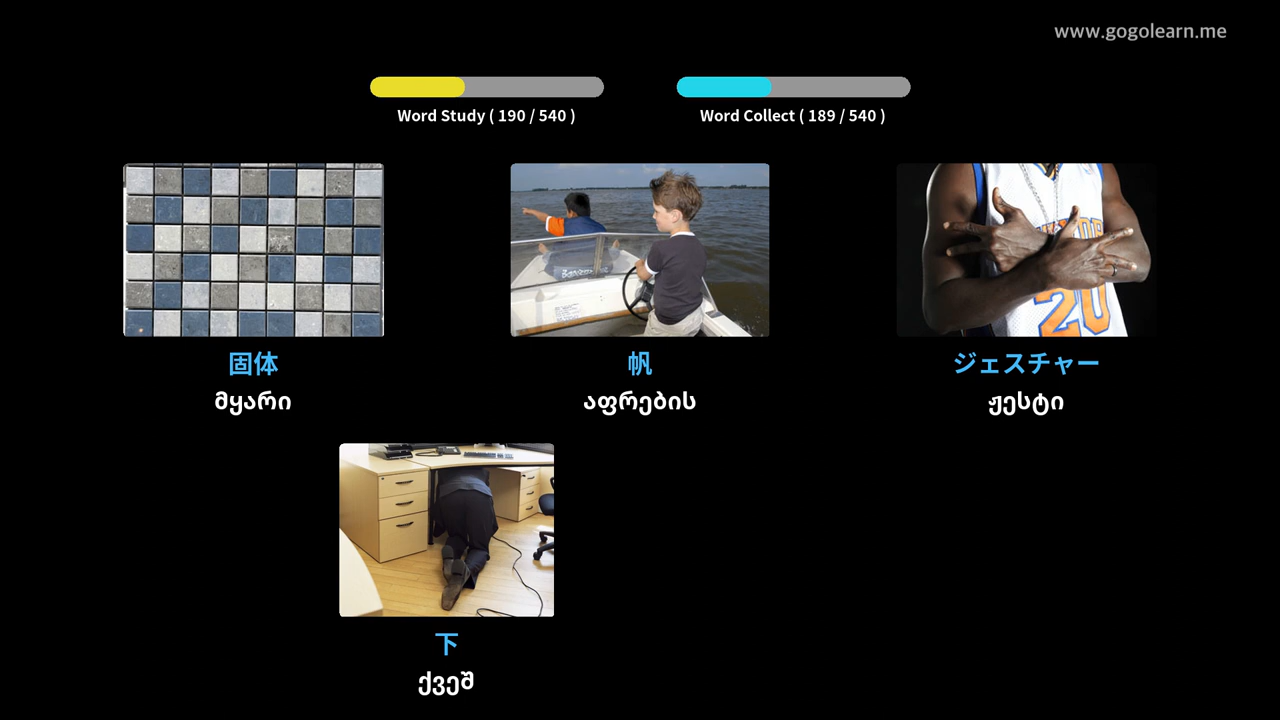 www.gogolearn.me
Word Study ( 190 / 540 )
Word Collect ( 189 / 540 )
固体
მყარი
帆
აფრების
ジェスチャー
ჟესტი
20
下
ქვეშ